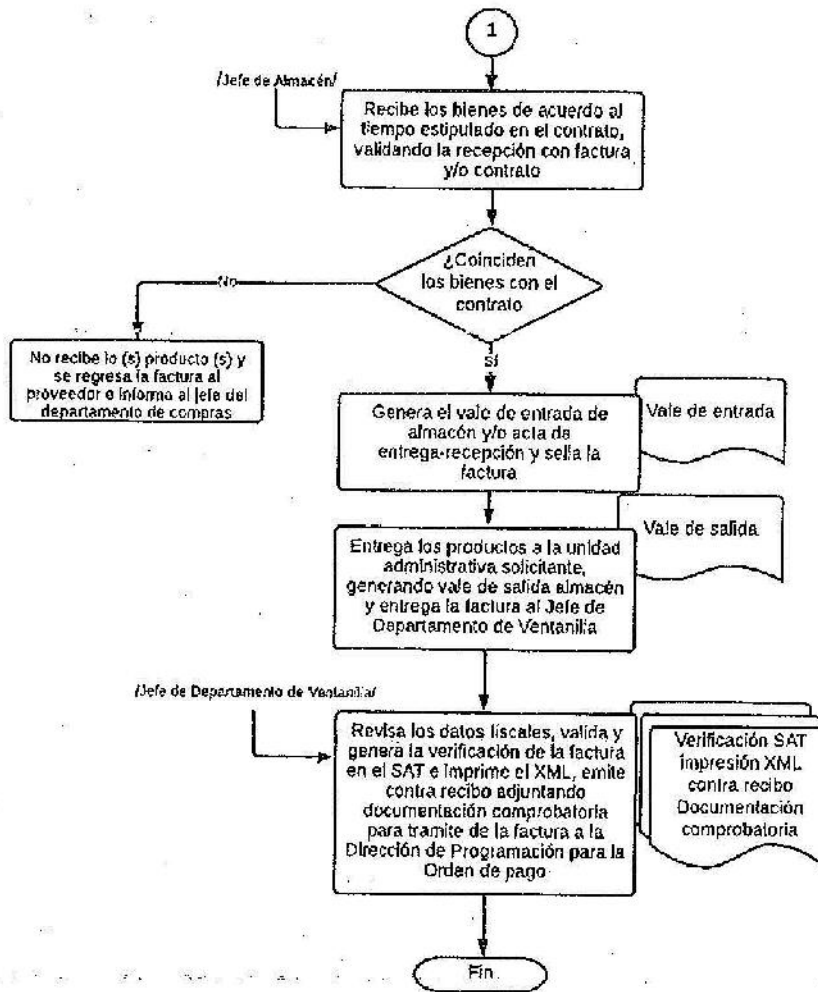 1
/Jefe de Almacén/
Recibe los bienes de acuerdo al
tiempo estipulado en el contrato,
validando la recepción con factura
y/o contrato
¿Coinciden
los bienes con el
contrato
No
Sí
No recibe lo (s) producto (s) y
se regresa la factura al
proveedor e informa al jefe del
departamento de compras
Genera el vale de entrada de
almacén y/o acta de
entrega-recepción y sella la
factura
Vale de entrada
Entrega los productos a la unidad
administrativa solicitante,
generando vale de salida almacén
y entrega la factura al Jefe de
Departamento de Ventanilla
Vale de salida
/Jefe de Departamento de Ventanilla/
Revisa los datos fiscales, valida y
genera la verificación de la factura
en el SAT e imprime el XML, emite
contra recibo adjuntando
documentación comprobatoria
para tramite de la factura a la
Dirección de Programación para la
Orden de pago
Verificación SAT
impresión XML
contra recibo
Documentación
comprobatoria
Fin